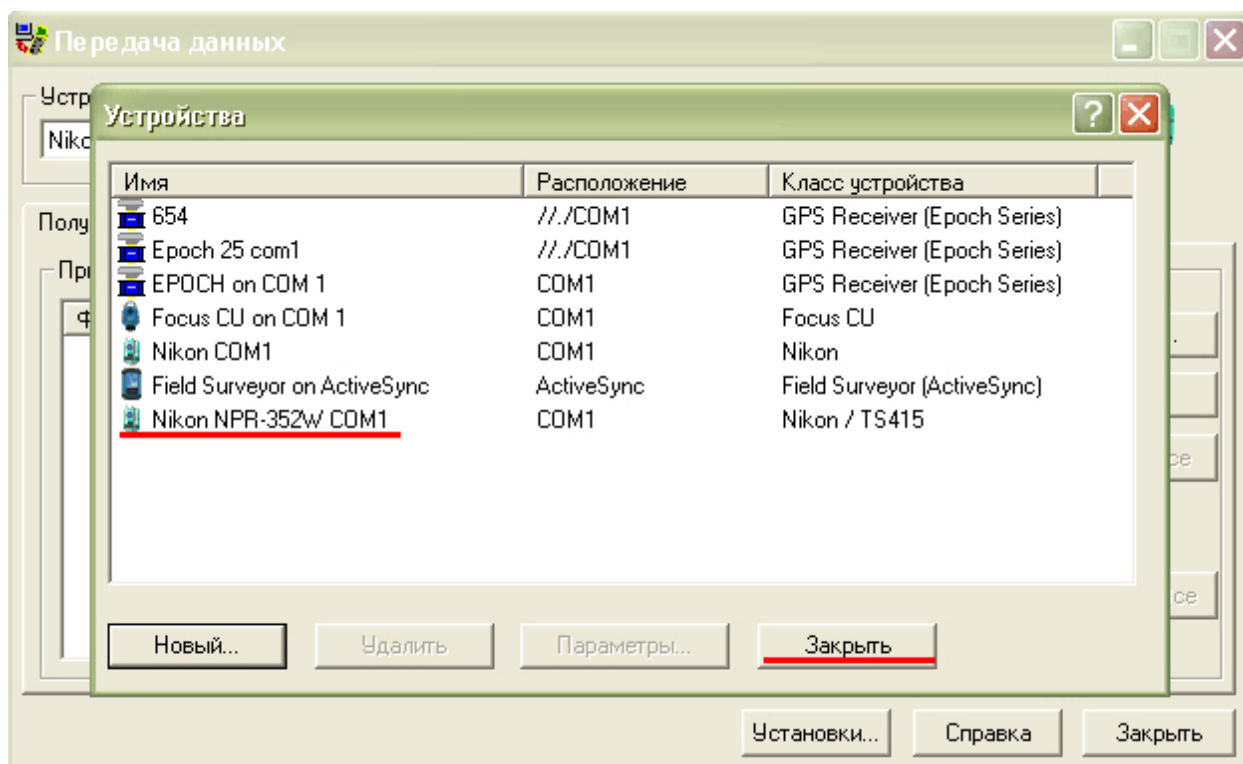 Передача данных
Устр
Устройства
Nikc
Имя Расположение Класс устройства
654 //./COM1 GPS Receiver (Epoch Series)
Epoch 25 com1 //./COM1 GPS Receiver (Epoch Series)
EPOCH on COM 1 COM1 GPS Receiver (Epoch Series)
Focus CU on COM 1 COM1 Focus CU
Nikon COM1 COM1 Nikon
Field Surveyor on ActiveSync ActiveSync Field Surveyor (ActiveSync)
Nikon NPR-352W COM1 COM1 Nikon / TS415
Полу
При
Ф
се
Новый... Удалить Параметры... Закрыть
Установки... Справка Закрыть